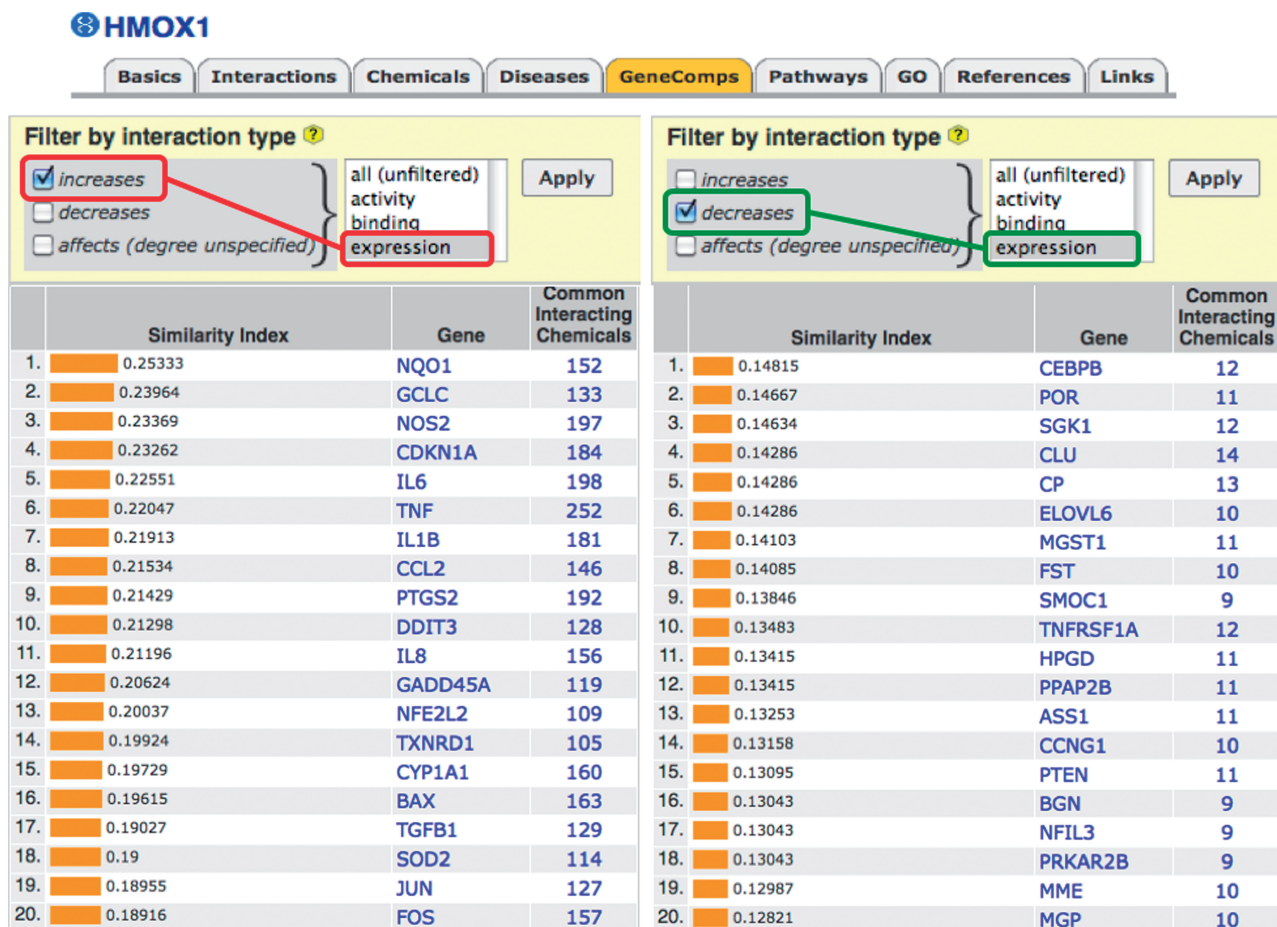 HMOX1
Basics Interactions Chemicals Diseases GeneComps Pathways GO References Links
Filter by interaction type ?
increases
decreases
affects (degree unspecified)
all (unfiltered)
activity
binding
expression
Apply
Similarity Index Gene Common Interacting Chemicals
1. 0.25333 NQO1 152
2. 0.23964 GCLC 133
3. 0.23369 NOS2 197
4. 0.23262 CDKN1A 184
5. 0.22551 IL6 198
6. 0.22047 TNF 252
7. 0.21913 IL1B 181
8. 0.21534 CCL2 146
9. 0.21429 PTGS2 192
10. 0.21298 DDIT3 128
11. 0.21196 IL8 156
12. 0.20624 GADD45A 119
13. 0.20037 NFE2L2 109
14. 0.19924 TXNRD1 105
15. 0.19729 CYP1A1 160
16. 0.19615 BAX 163
17. 0.19027 TGFB1 129
18. 0.19 SOD2 114
19. 0.18955 JUN 127
20. 0.18916 FOS 157
Filter by interaction type ?
increases
decreases
affects (degree unspecified)
all (unfiltered)
activity
binding
expression
Apply
Similarity Index Gene Common Interacting Chemicals
1. 0.14815 CEBPB 12
2. 0.14667 POR 11
3. 0.14634 SGK1 12
4. 0.14286 CLU 14
5. 0.14286 CP 13
6. 0.14286 ELOVL6 10
7. 0.14103 MGST1 11
8. 0.14085 FST 10
9. 0.13846 SMOC1 9
10. 0.13483 TNFRSF1A 12
11. 0.13415 HPGD 11
12. 0.13415 PPAP2B 11
13. 0.13253 ASS1 11
14. 0.13158 CCNG1 10
15. 0.13095 PTEN 11
16. 0.13043 BGN 9
17. 0.13043 NFIL3 9
18. 0.13043 PRKAR2B 9
19. 0.12987 MME 10
20. 0.12821 MGP 10